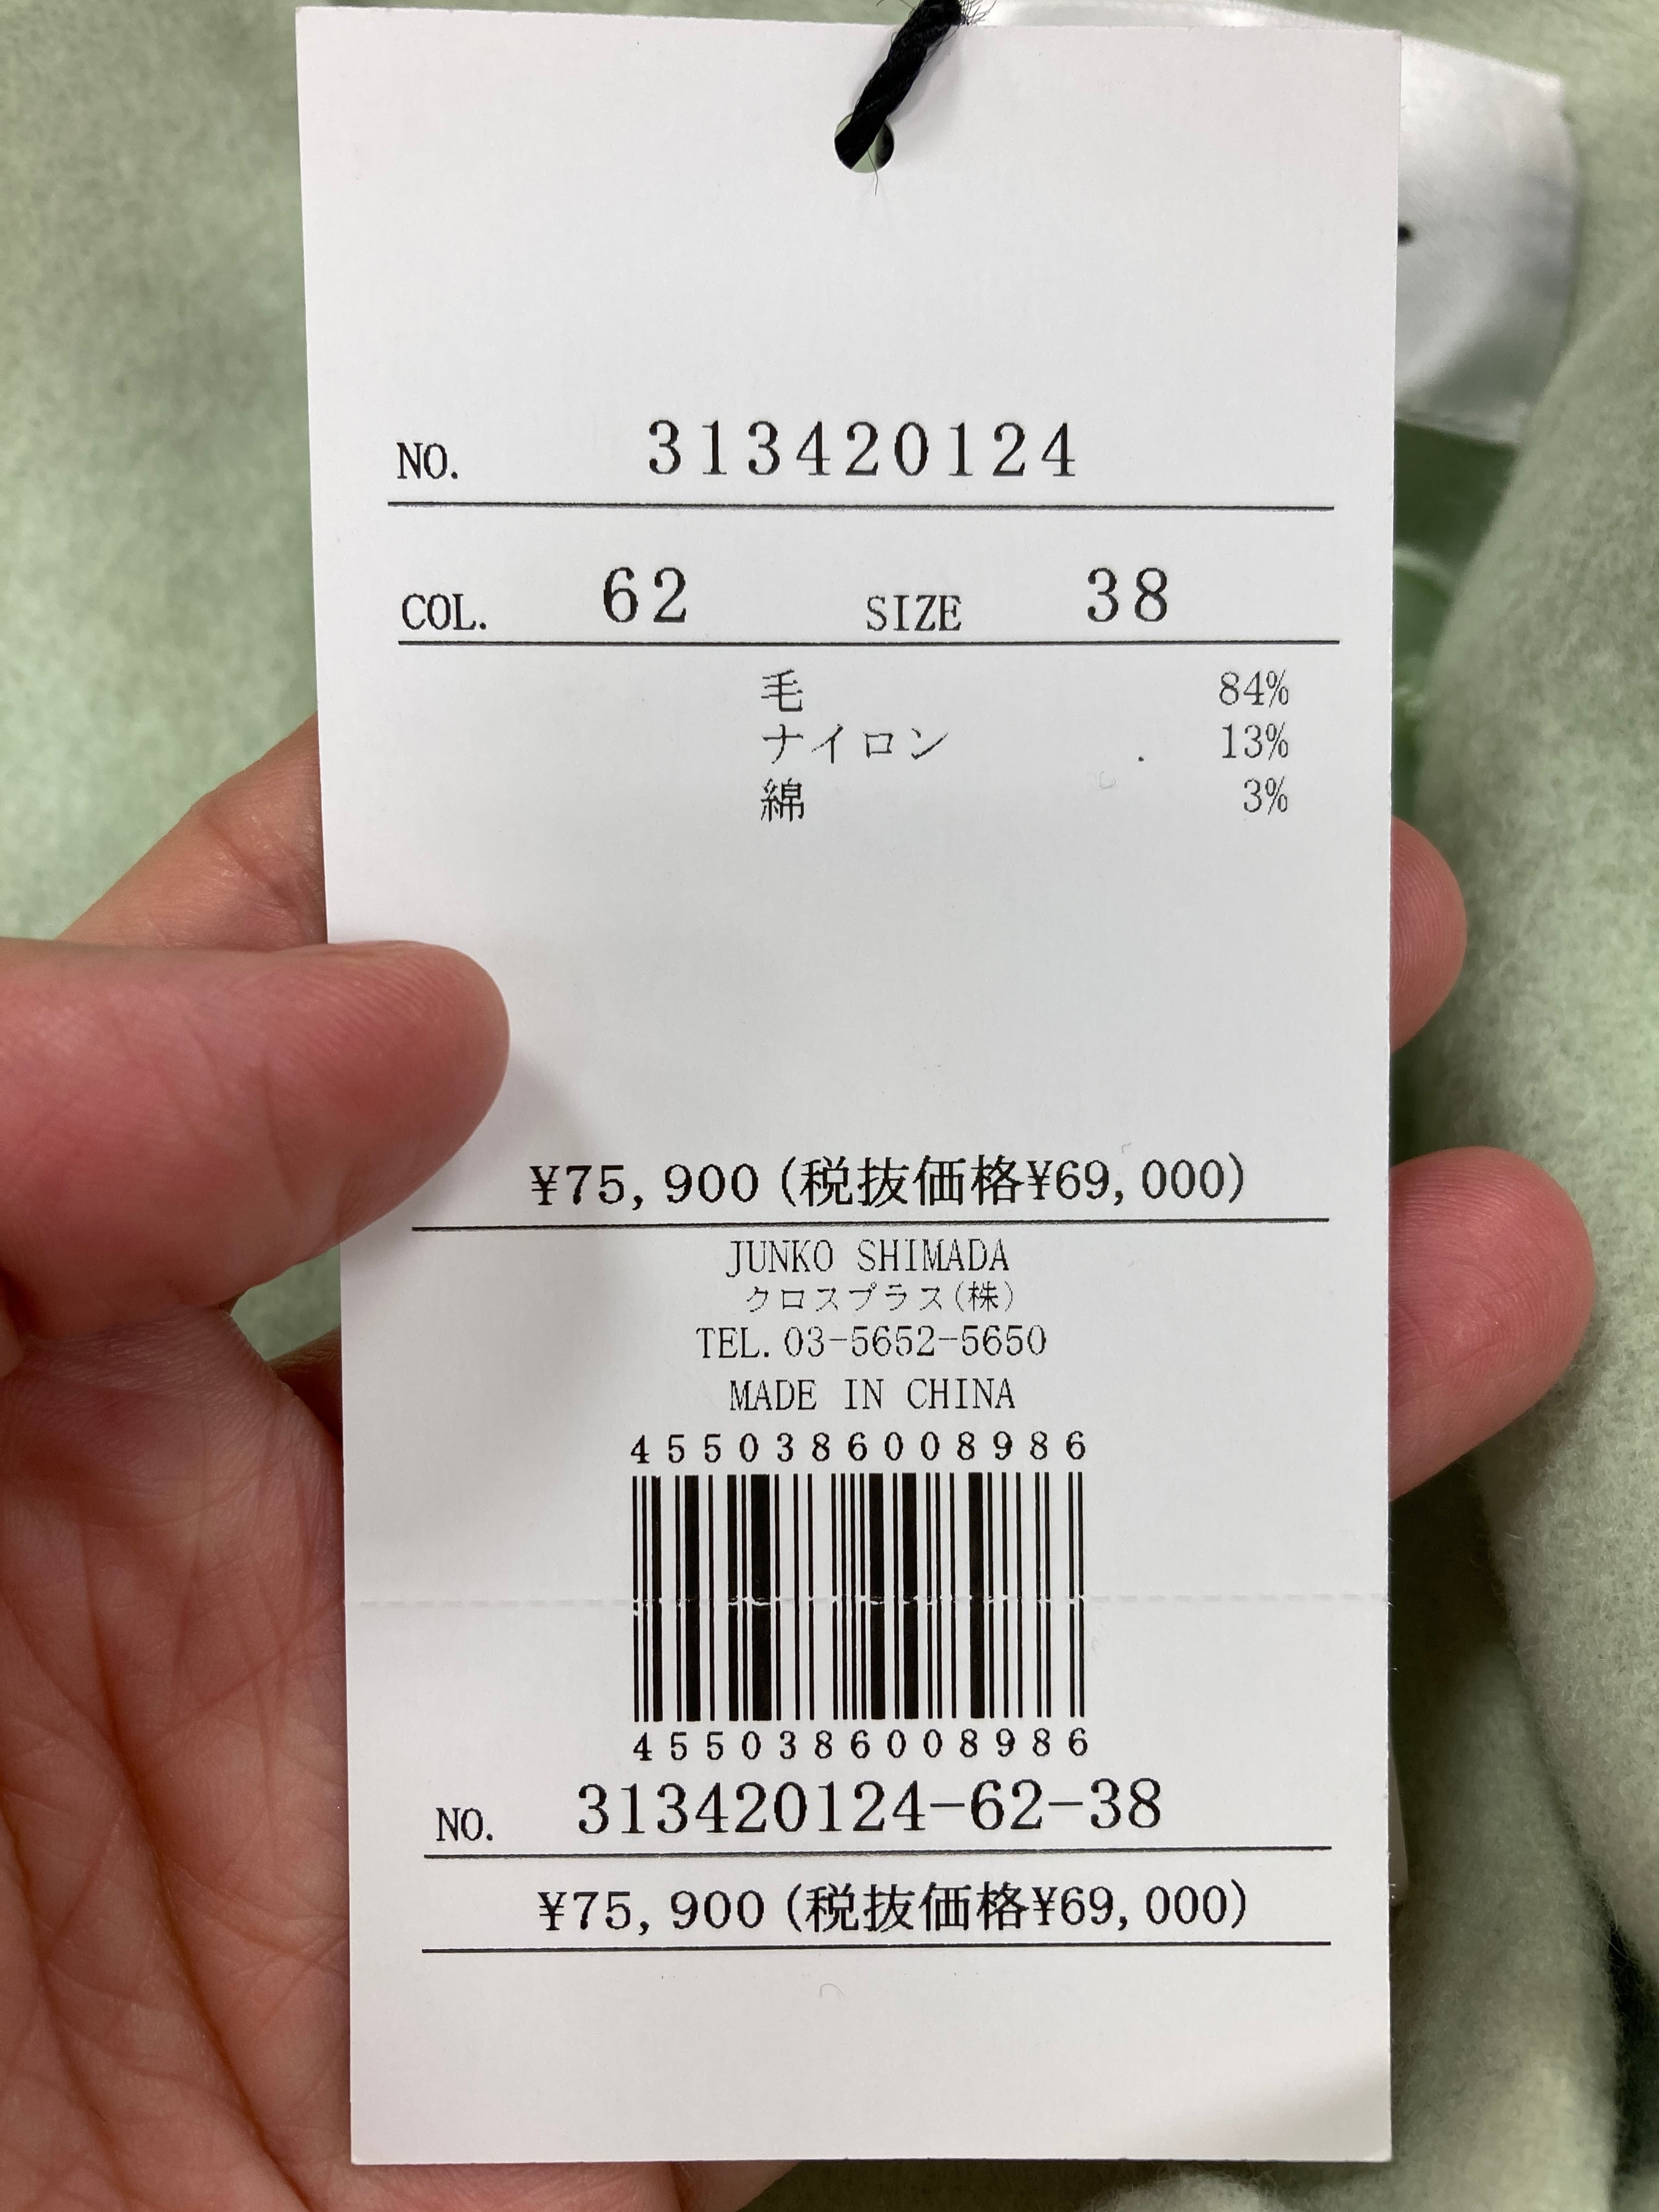 NO. 313420124
COL. 62 SIZE 38
毛 84%
ナイロン 13%
綿 3%
¥75,900(税抜価格¥69,000)
JUNKO SHIMADA
クロスプラス(株)
TEL.03-5652-5650
MADE IN CHINA
4550386008986
4550386008986
NO. 313420124-62-38
¥75,900(税抜価格¥69,000)